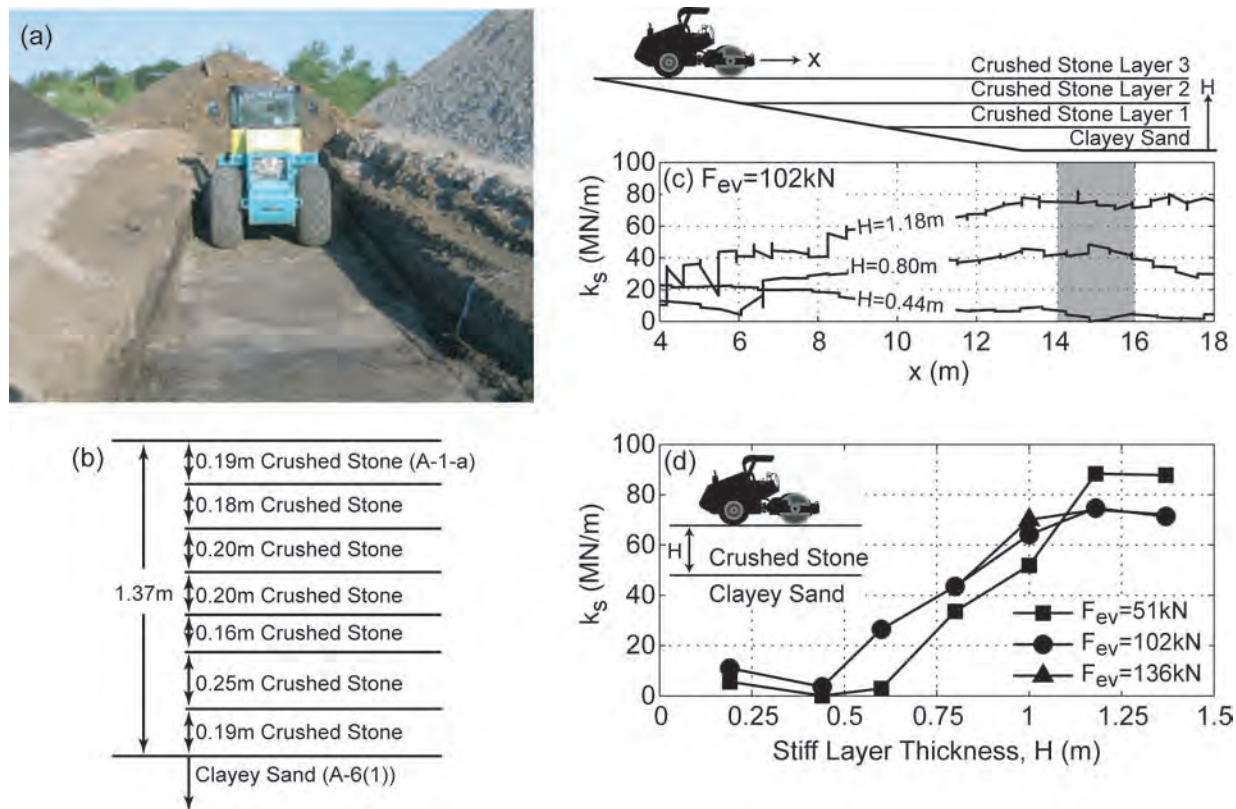 (a)
(b)
0.19m Crushed Stone (A-1-a)
0.18m Crushed Stone
0.20m Crushed Stone
0.20m Crushed Stone
1.37m
0.16m Crushed Stone
0.25m Crushed Stone
0.19m Crushed Stone
Clayey Sand (A-6(1))
x
Crushed Stone Layer 3
Crushed Stone Layer 2
H
Crushed Stone Layer 1
Clayey Sand
(c) Fev=102kN
ks (MN/m)
100
80
60
40
20
0
H=1.18m
H=0.80m
H=0.44m
4 6 8 10 12 14 16 18
x (m)
(d)
ks (MN/m)
100
80
60
40
20
0
H
Crushed Stone
Clayey Sand
Fev=51kN
Fev=102kN
Fev=136kN
0 0.25 0.5 0.75 1 1.25 1.5
Stiff Layer Thickness, H (m)